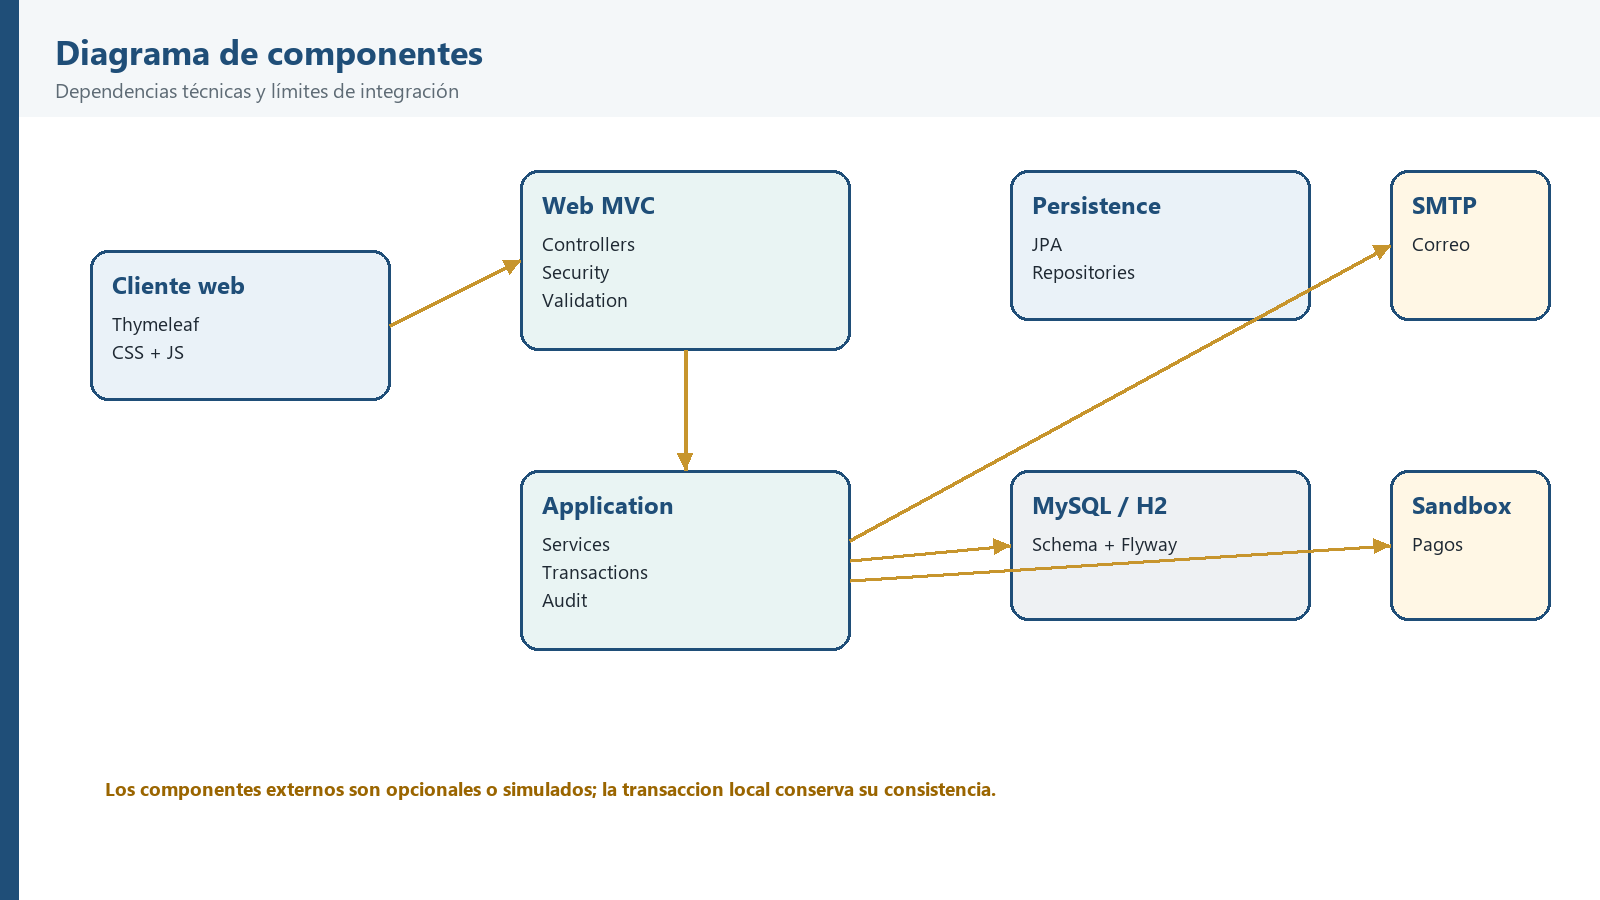 Diagrama de componentes
Dependencias técnicas y límites de integración
Cliente web
Thymeleaf
CSS + JS
Web MVC
Controllers
Security
Validation
Persistence
JPA
Repositories
SMTP
Correo
Application
Services
Transactions
Audit
MySQL / H2
Schema + Flyway
Sandbox
Pagos
Los componentes externos son opcionales o simulados; la transaccion local conserva su consistencia.